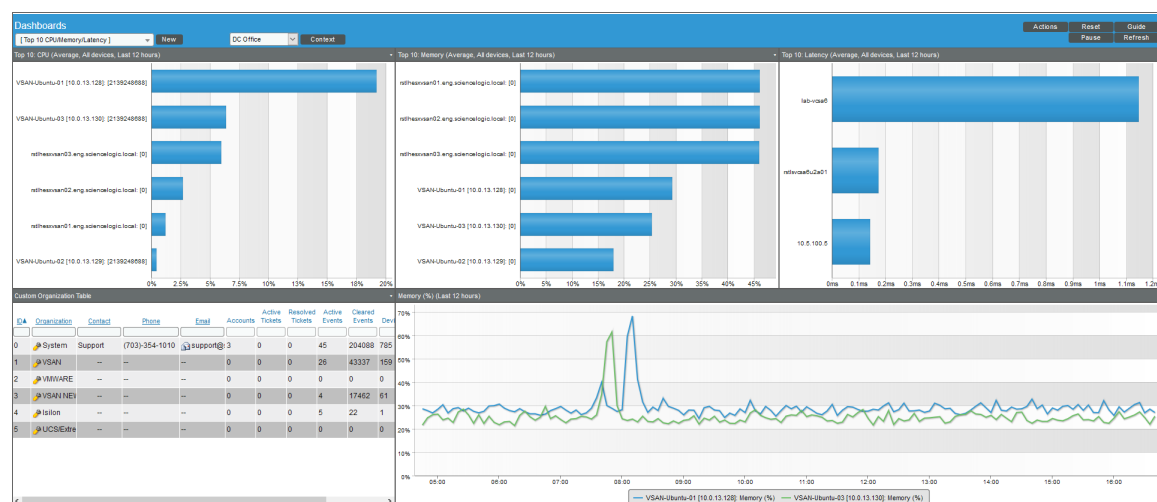 Dashboards
[ Top 10 CPU/Memory/Latency ]
New
DC Office
Context
Actions
Reset
Guide
Pause
Refresh
Top 10: CPU (Average, All devices, Last 12 hours)
VSAN-Ubuntu-01 [10.0.13.128]: [2139248688]
VSAN-Ubuntu-03 [10.0.13.130]: [2139248688]
rstlhesxvsan03.eng.sciencelogic.local: [0]
rstlhesxvsan02.eng.sciencelogic.local: [0]
rstlhesxvsan01.eng.sciencelogic.local: [0]
VSAN-Ubuntu-02 [10.0.13.129]: [2139248688]
0% 2.5% 5% 7.5% 10% 13% 15% 18% 20%
Top 10: Memory (Average, All devices, Last 12 hours)
rstlhesxvsan01.eng.sciencelogic.local: [0]
rstlhesxvsan02.eng.sciencelogic.local: [0]
rstlhesxvsan03.eng.sciencelogic.local: [0]
VSAN-Ubuntu-01 [10.0.13.128]: [0]
VSAN-Ubuntu-03 [10.0.13.130]: [0]
VSAN-Ubuntu-02 [10.0.13.129]: [0]
0% 5% 10% 15% 20% 25% 30% 35% 40% 45%
Top 10: Latency (Average, All devices, Last 12 hours)
lab-vcsa6
rstlsvcsa6u2a01
10.5.100.5
0ms 0.1ms 0.2ms 0.3ms 0.4ms 0.5ms 0.6ms 0.7ms 0.8ms 0.9ms 1ms 1.1ms 1.2m
Custom Organization Table
ID Organization Contact Phone Email Accounts Active Tickets Resolved Tickets Active Events Cleared Events Devi
0 System Support (703)-354-1010 support@s 3 0 0 45 204088 785
1 VSAN -- -- -- 0 0 0 26 43337 159
2 VMWARE -- -- -- 0 0 0 0 0 0
3 VSAN NEW -- -- -- 0 0 0 4 17462 61
4 Isilon -- -- -- 0 0 0 5 22 1
5 UCS/Extre -- -- -- 0 0 0 0 0 0
Memory (%) (Last 12 hours)
70%
60%
50%
40%
30%
20%
10%
0%
05:00 06:00 07:00 08:00 09:00 10:00 11:00 12:00 13:00 14:00 15:00 16:00
VSAN-Ubuntu-01 [10.0.13.128]: Memory (%) VSAN-Ubuntu-03 [10.0.13.130]: Memory (%)